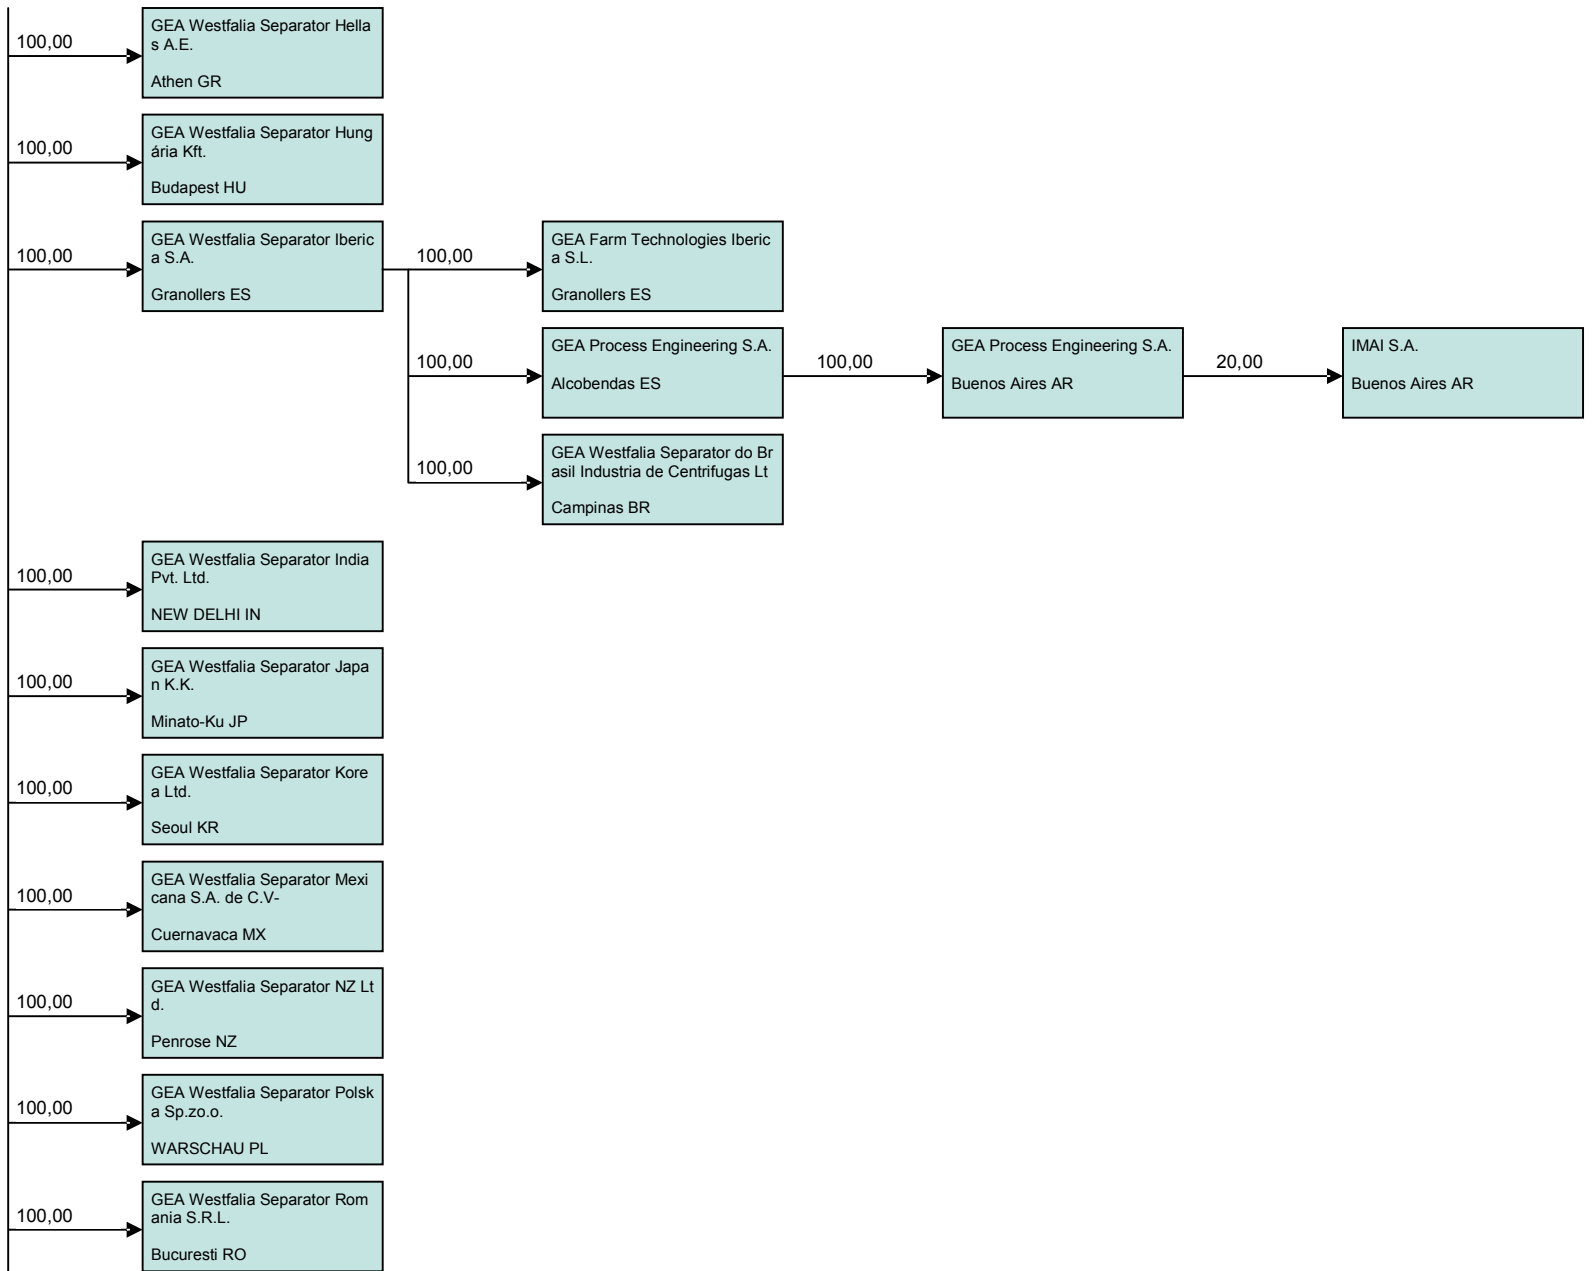 100,00
GEA Westfalia Separator Hella
s A.E.
Athen GR
100,00
GEA Westfalia Separator Hung
ária Kft.
Budapest HU
100,00
GEA Westfalia Separator Iberic
a S.A.
Granollers ES
100,00
GEA Farm Technologies Iberic
a S.L.
Granollers ES
100,00
GEA Process Engineering S.A.
Alcobendas ES
100,00
GEA Process Engineering S.A.
Buenos Aires AR
20,00
IMAI S.A.
Buenos Aires AR
100,00
GEA Westfalia Separator do Br
asil Industria de Centrifugas Lt
Campinas BR
100,00
GEA Westfalia Separator India
Pvt. Ltd.
NEW DELHI IN
100,00
GEA Westfalia Separator Japa
n K.K.
Minato-Ku JP
100,00
GEA Westfalia Separator Kore
a Ltd.
Seoul KR
100,00
GEA Westfalia Separator Mexi
cana S.A. de C.V-
Cuernavaca MX
100,00
GEA Westfalia Separator NZ Lt
d.
Penrose NZ
100,00
GEA Westfalia Separator Polsk
a Sp.zo.o.
WARSCHAU PL
100,00
GEA Westfalia Separator Rom
ania S.R.L.
Bucuresti RO